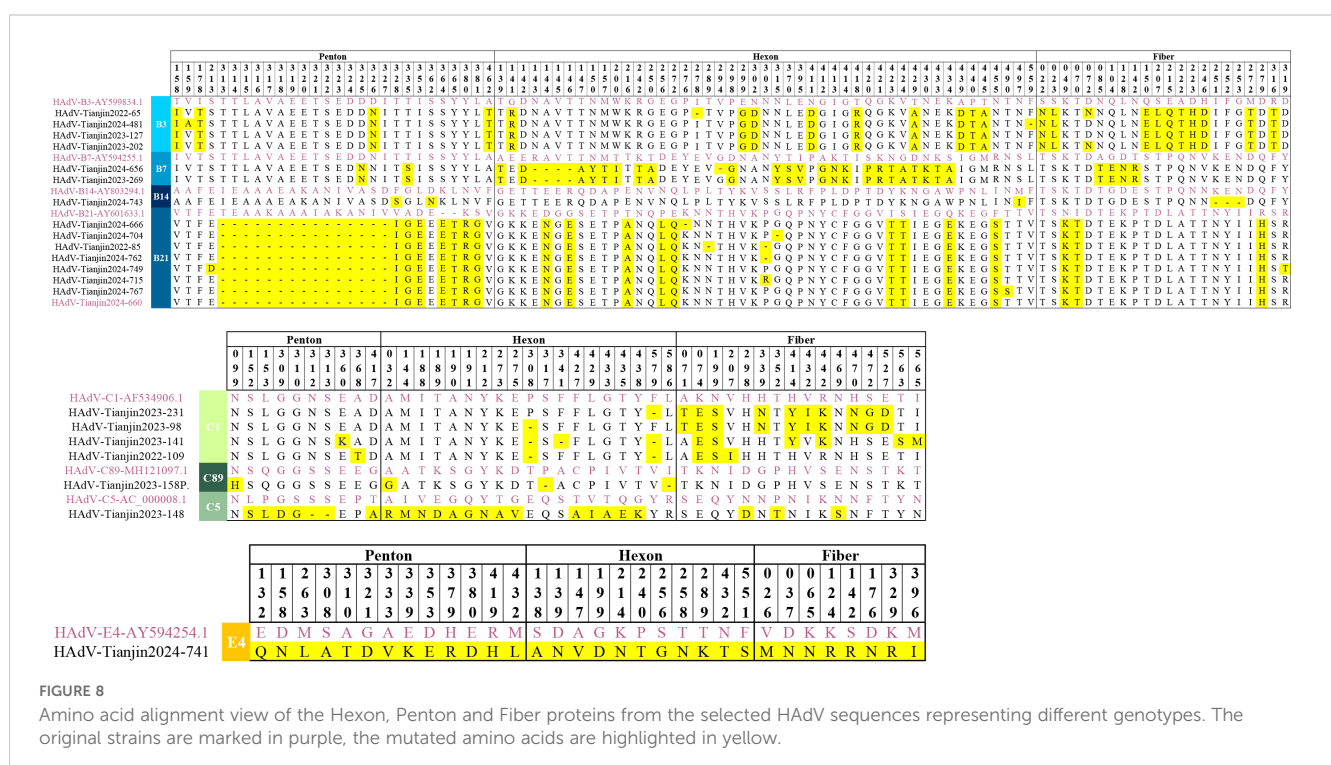 Penton Hexon Fiber
HAdV-B3-AY599834.1 T V I S T T L A V A E E T S E D D D I T T I S S Y Y L A T G D N A V T T N M W K R G E G P I T V P E N N N L E N G I G T Q G K V T N E K A P T N T N F S S K T D N Q L N Q S E A D H I F G M D R D
HAdV-Tianjin2022-65 I V T S T T L A V A E E T S E D D N I T T I S S Y Y L T T R D N A V T T N M W K R G E G P - T V P G D N N L E D G I G R Q G K V A N E K D T A N T N - N L K T N N Q L N E L Q T H D I F G T D T D
HAdV-Tianjin2024-481 I A T S T T L A V A E E T S E D D N I T T I S S Y Y L T T R D N A V T T N M W K R G E G P I T V P G D N N L E D G I G R Q G K V A N E K D T A N T N F N L K T D N Q L N E L Q T H D I F G T D T D
HAdV-Tianjin2023-127 I V T S T T L A V A E E T S E D D N I T T I S S Y Y L T T R D N A V T T N M W K R G E G P I T V P G D N N L E D G I G R Q G K V A N E K D T A N T N F N L K T N N Q L N E L Q T H D I F G T D T D
HAdV-Tianjin2023-202 I V T S T T L A V A E E T S E D D N I T T I S S Y Y L T T R D N A V T T N M W K R G E G P I T V P G D N N L E D G I G R Q G K V A N E K D T A N T N F N L K T N N Q L N E L Q T H D I F G T D T D
B3
HAdV-B7-AY594255.1 I V T S T T L A V A E E T S E D D N I T T I S S Y Y L A A E E R A V T T N M T T K T D E Y E V G D N A N Y T I P A K T I S K N G D N K S I G M R N S L T S K T D A G D T S T P Q N V K E N D Q F Y
HAdV-Tianjin2024-656 I V T S T T L A V A E E T S E D N N I T S I S S Y Y L A T E D - - - - A Y T I T T A D E Y E V - G N A N Y S V P G N K I P R T A T K T A I G M R N S L T S K T D T E N R S T P Q N V K E N D Q F Y
HAdV-Tianjin2023-269 I V T S T T L A V A E E T S E D N N I T S I S S Y Y L A T E D - - - - A Y T I T T A D E Y E V G G N A N Y S V P G N K I P R T A T K T A I G M R N S L T S K T D T E N R S T P Q N V K E N D Q F Y
B7
HAdV-B14-AY803294.1 A A F E I E A A A E A K A N I V A S D F G L D K L N V F G E T T E E R Q D A P E N V N Q L P L T Y K V S S L R F P L D P T D Y K N G A W P N L I N M F T S K T D T G D E S T P Q N N K E N D Q F Y
HAdV-Tianjin2024-743 A A F E I E A A A E A K A N I V A S D S G L N K L N V F G E T T E E R Q D A P E N V N Q L P L T Y K V S S L R F P L D P T D Y K N G A W P N L I N I F T S K T D T G D E S T P Q N N - - - D Q F Y
B14
HAdV-B21-AY601633.1 V T F E T E A A K A A A I A K A N I V V A D E - K S V G K K E D G G S E T P T N Q P E K N N T H V K P G Q P N Y C F G G V I S I E G Q K E G F T T V T S N I D T E K P T D L A T T N Y I I R S R
HAdV-Tianjin2024-666 V T F E - - - - - - - - - - - - - - - I G E E E T R G V G K K E N G E S E T P A N Q L Q - N N T H V K P G Q P N Y C F G G V T T I E G E K E G S T T V T S K T D T E K P T D L A T T N Y I I H S R
HAdV-Tianjin2024-704 V T F E - - - - - - - - - - - - - - - I G E E E T R G V G K K E N G E S E T P A N Q L Q K N N T H V K P - Q P N Y C F G G V T T I E G E K E G S T T V T S K T D T E K P T D L A T T N Y I I H S R
HAdV-Tianjin2022-85 V T F E - - - - - - - - - - - - - - - I G E E E T R G V G K K E N G E S E T P A N Q L Q K N - T H V K - G Q P N Y C F G G V T T I E G E K E G S T T V T S K T D T E K P T D L A T T N Y I I H S R
HAdV-Tianjin2024-762 V T F E - - - - - - - - - - - - - - - I G E E E T R G V G K K E N G E S E T P A N Q L Q K N N T H V K - G Q P N Y C F G G V T T I E G E K E G S T T V T S K T D T E K P T D L A T T N Y I I H S R
HAdV-Tianjin2024-749 V T F D - - - - - - - - - - - - - - - I G E E E T R G V G K K E N G E S E T P A N Q L Q K N N T H V K P G Q P N Y C F G G V T T I E G E K E G S T T V T S K T D T E K P T D L A T T N Y I I H S T
HAdV-Tianjin2024-715 V T F E - - - - - - - - - - - - - - - I G E E E T R G V G K K E N G E S E T P A N Q L Q K N N T H V K R G Q P N Y C F G G V T T I E G E K E G S T T V T S K T D T E K P T D L A T T N Y I I H S R
HAdV-Tianjin2024-767 V T F E - - - - - - - - - - - - - - - I G E E E T R G V G K K E N G E S E T P A N Q L Q K N N T H V K P G Q P N Y C F G G V T T I E G E K E G S S T V T S K T D T E K P T D L A T T N Y I I H S R
HAdV-Tianjin2024-660 V T F E - - - - - - - - - - - - - - - I G E E E T R G V G K K E N G E S E T P A N Q L Q K N N T H V K P G Q P N Y C F G G V T T I E G E K E G S T T V T S K T D T E K P T D L A T T N Y I I H S R
B21
Penton Hexon Fiber
HAdV-C1-AF534906.1 N S L G G N S E A D A M I T A N Y K E P S F F L G T Y F L A K N V H H T H V R N H S E T I
HAdV-Tianjin2023-231 N S L G G N S E A D A M I T A N Y K E P S F F L G T Y - L T E S V H N T Y I K N N G D T I
HAdV-Tianjin2023-98 N S L G G N S E A D A M I T A N Y K E - S F F L G T Y F L T E S V H N T Y I K N N G D T I
HAdV-Tianjin2023-141 N S L G G N S K A D A M I T A N Y K E - S - F L G T Y - L A E S V H H T Y V K N H S E S M
HAdV-Tianjin2022-109 N S L G G N S E T D A M I T A N Y K E - S F F L G T Y - L A E S I H H T H V R N H S E T I
C1
HAdV-C89-MH121097.1 N S Q G G S S E E G A A T K S G Y K D T P A C P I V T V I T K N I D G P H V S E N S T K T
HAdV-Tianjin2023-158P. H S Q G G S S E E G G A T K S G Y K D T - A C P I V T V - T K N I D G P H V S E N S T K T
C89
HAdV-C5-AC_000008.1 N L P G S S S E P T A I V E G Q Y T G E Q S T V T Q G Y R S E Q Y N N P N I K N N F T Y N
HAdV-Tianjin2023-148 N S L D G - - E P A R M N D A G N A V E Q S A I A E K Y R S E Q Y D N T N I K S N F T Y N
C5
Penton Hexon Fiber
HAdV-E4-AY594254.1 E D M S A G A E D H E R M S D A G K P S T T N F V D K K S D K M
HAdV-Tianjin2024-741 Q N L A T D V K E R D H L A N V D N T G N K T S M N N R R N R I
E4
FIGURE 8
Amino acid alignment view of the Hexon, Penton and Fiber proteins from the selected HAdV sequences representing different genotypes. The
original strains are marked in purple, the mutated amino acids are highlighted in yellow.